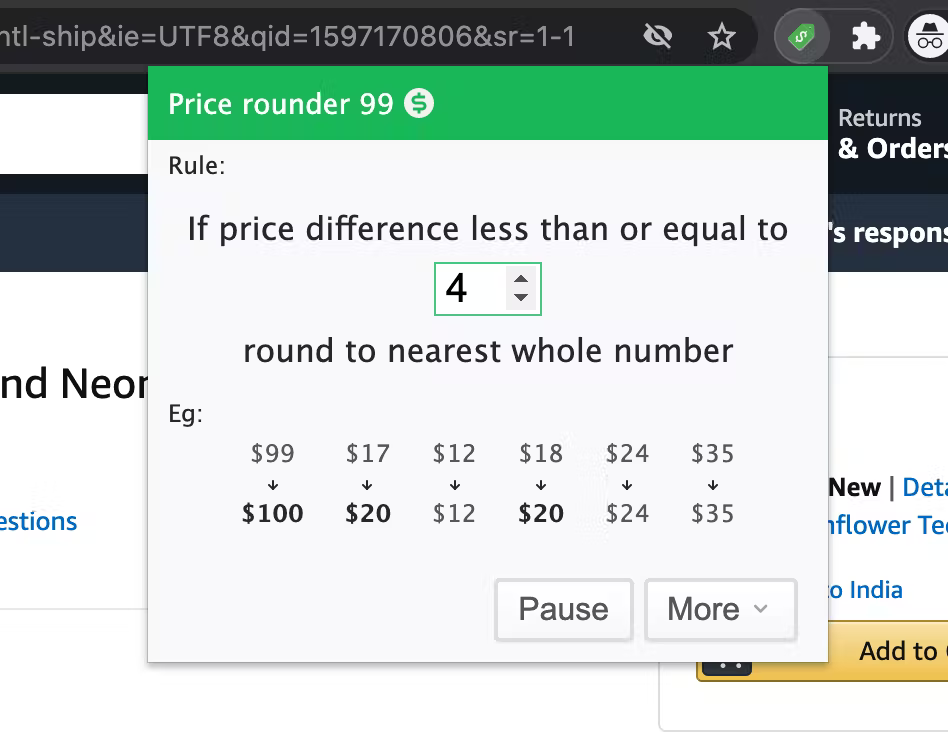 ntl-ship&ie=UTF8&qid=1597170806&sr=1-1
Price rounder 99
Returns
& Orders
's respons
Rule:
If price difference less than or equal to
4
round to nearest whole number
nd Neon
Eg:
$99 $17 $12 $18 $24 $35
$100 $20 $12 $20 $24 $35
New | Deta
estions
nflower Te
to India
Pause
More
Add to